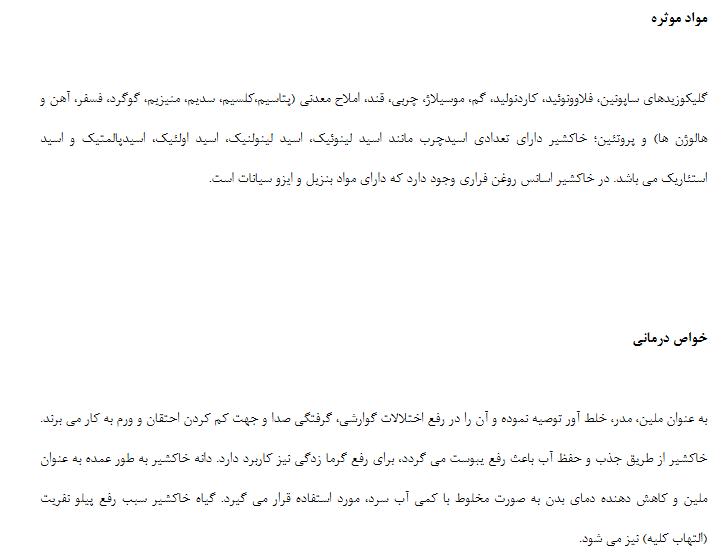 مواد موثره
گلیکوزیدهای ساپونین، فلاوونوئید، کاردنولید، گم، موسیلاژ، چربی، قند، املاح معدنی (پتاسیم،کلسیم، سدیم، منیزیم، گوگرد، فسفر، آهن و
هالوژن ها) و پروتئین؛ خاکشیر دارای تعدادی اسیدچرب مانند اسید لینوئیک، اسید لینولنیک، اسید اولئیک، اسیدپالمتیک و اسید
استئاریک می باشد. در خاکشیر اسانس روغن فراری وجود دارد که دارای مواد بنزیل و ایزو سیانات است.
خواص درمانی
به عنوان ملین، مدر، خلط آور توصیه نموده و آن را در رفع اختلالات گوارشی، گرفتگی صدا و جهت کم کردن احتقان و ورم به کار می برند.
خاکشیر از طریق جذب و حفظ آب باعث رفع یبوست می گردد، برای رفع گرما زدگی نیز کاربرد دارد. دانه خاکشیر به طور عمده به عنوان
ملین و کاهش دهنده دمای بدن به صورت مخلوط با کمی آب سرد، مورد استفاده قرار می گیرد. گیاه خاکشیر سبب رفع پیلو نفریت
(التهاب کلیه) نیز می شود.